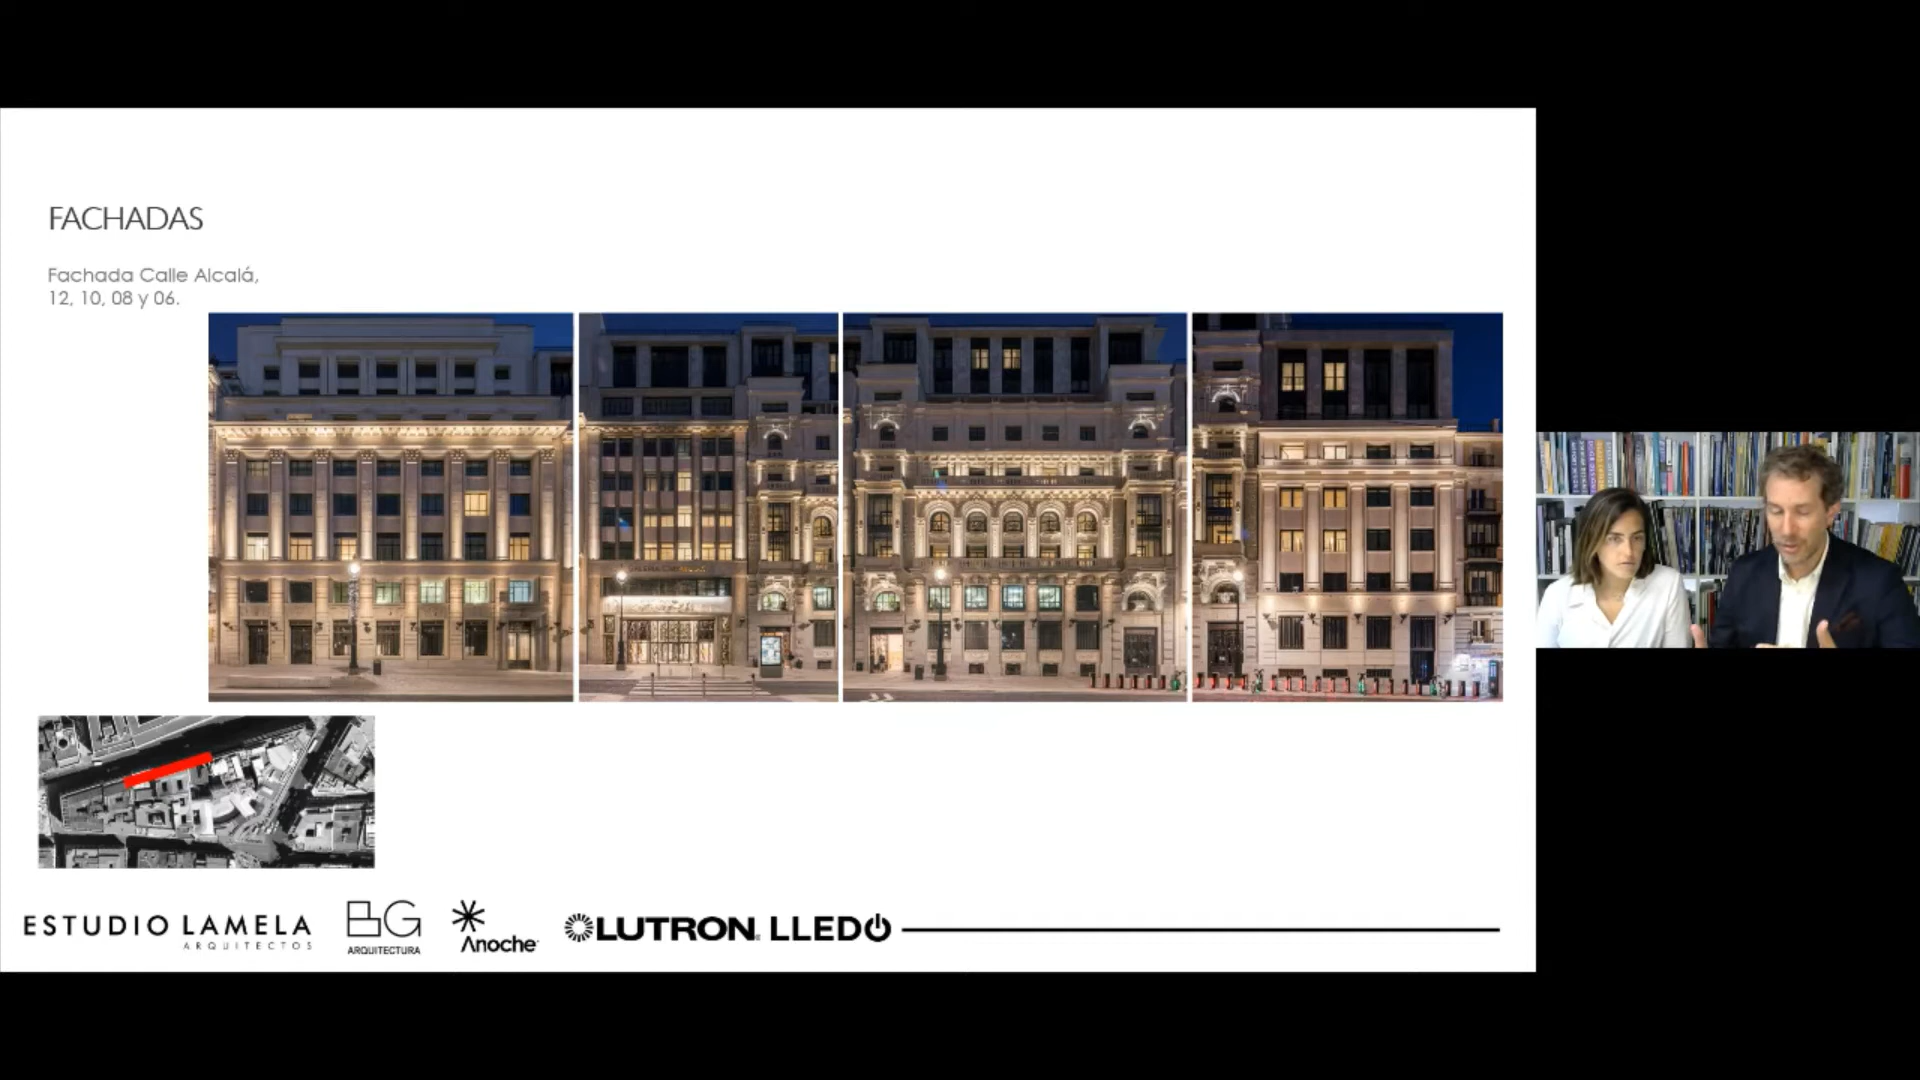 FACHADAS
Fachada Calle Alcalá,
12, 10, 08 y 06.
ESTUDIO LAMELA
ARQUITECTOS
BG
ARQUITECTURA
Anoche
LUTRON LLEDÓ